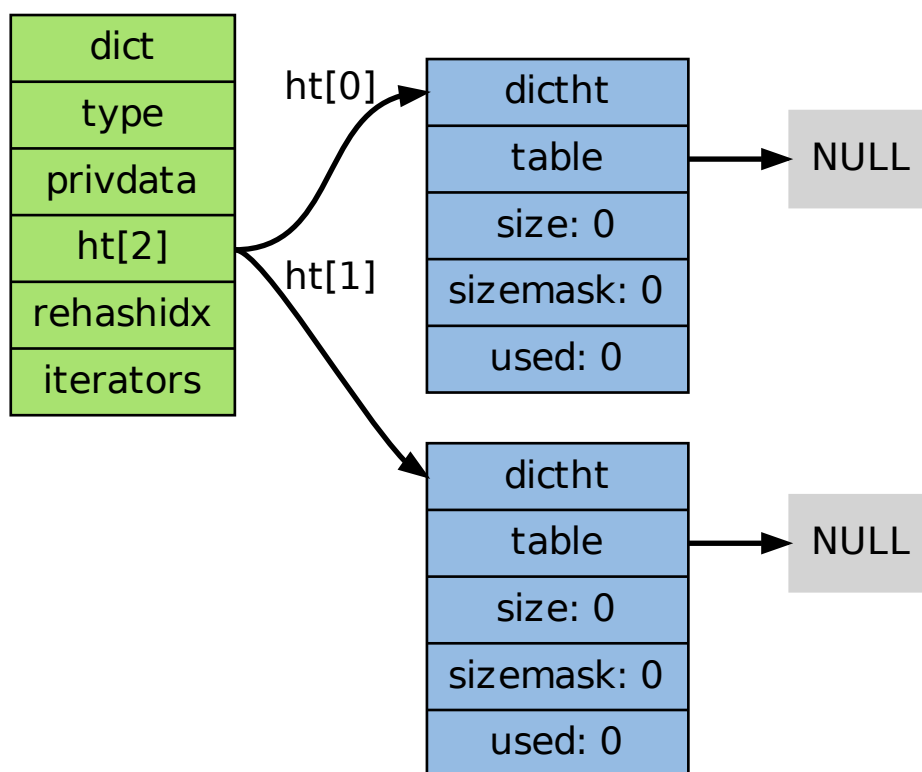 dict
type
privdata
ht[2]
rehashidx
iterators
ht[0]
ht[1]
dictht
table
size: 0
sizemask: 0
used: 0
NULL
dictht
table
size: 0
sizemask: 0
used: 0
NULL